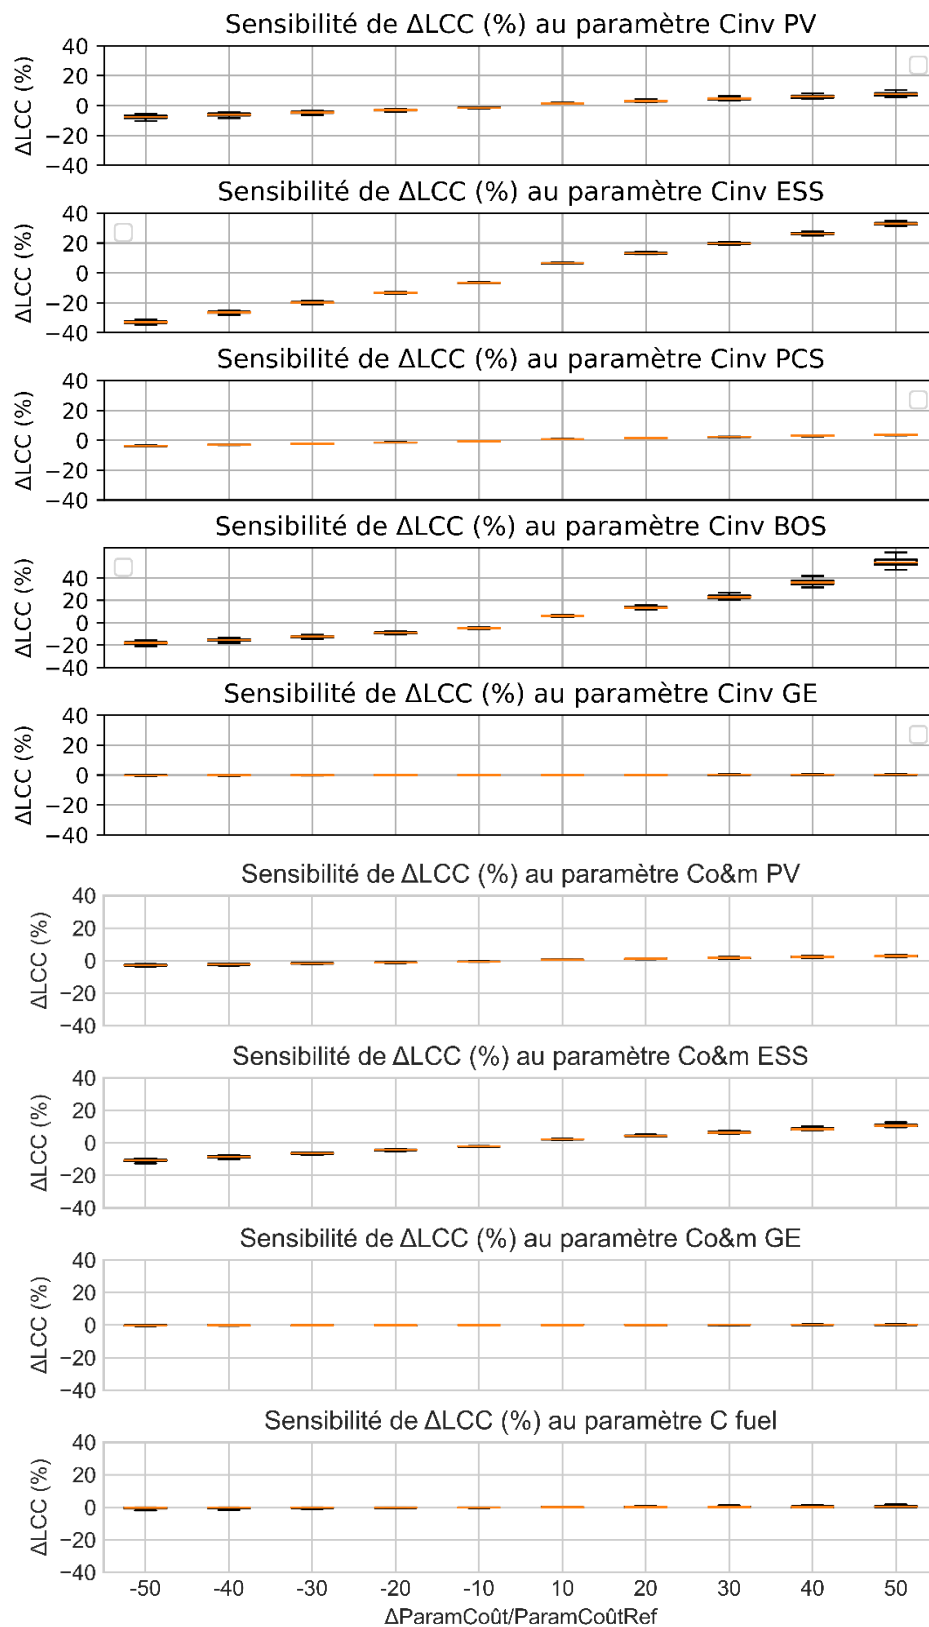 Sensibilité de ΔLCC (%) au paramètre Cinv PV
ΔLCC (%)
40
20
0
−20
−40
Sensibilité de ΔLCC (%) au paramètre Cinv ESS
ΔLCC (%)
40
20
0
−20
−40
Sensibilité de ΔLCC (%) au paramètre Cinv PCS
ΔLCC (%)
40
20
0
−20
−40
Sensibilité de ΔLCC (%) au paramètre Cinv BOS
ΔLCC (%)
40
20
0
−20
−40
Sensibilité de ΔLCC (%) au paramètre Cinv GE
ΔLCC (%)
40
20
0
−20
−40
Sensibilité de ΔLCC (%) au paramètre Co&m PV
ΔLCC (%)
40
20
0
−20
−40
Sensibilité de ΔLCC (%) au paramètre Co&m ESS
ΔLCC (%)
40
20
0
−20
−40
Sensibilité de ΔLCC (%) au paramètre Co&m GE
ΔLCC (%)
40
20
0
−20
−40
Sensibilité de ΔLCC (%) au paramètre C fuel
ΔLCC (%)
40
20
0
−20
−40
-50 -40 -30 -20 -10 10 20 30 40 50
ΔParamCoût/ParamCoûtRef